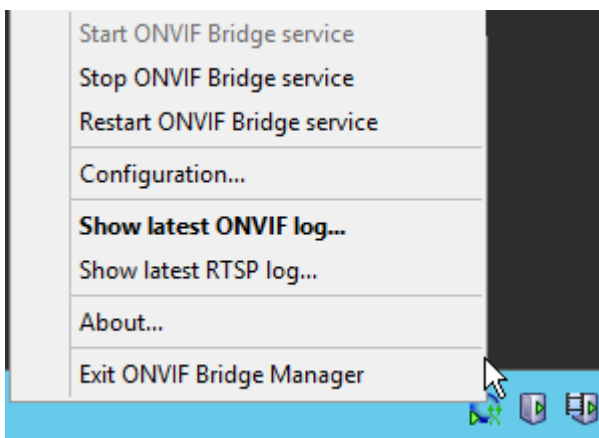 Start ONVIF Bridge service
Stop ONVIF Bridge service
Restart ONVIF Bridge service
Configuration...
Show latest ONVIF log...
Show latest RTSP log...
About...
Exit ONVIF Bridge Manager